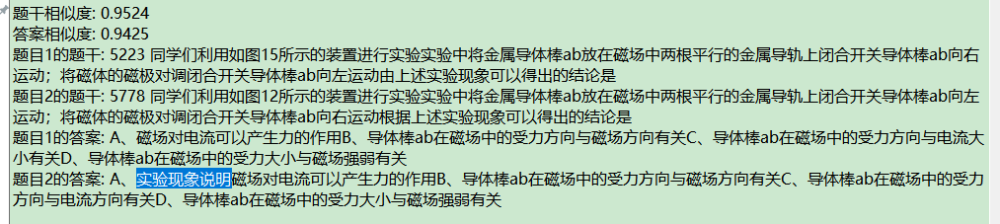 题干相似度: 0.9524
答案相似度: 0.9425
题目1的题干: 5223 同学们利用如图15所示的装置进行实验实验中将金属导体棒ab放在磁场中两根平行的金属导轨上闭合开关导体棒ab向右
运动；将磁体的磁极对调闭合开关导体棒ab向左运动由上述实验现象可以得出的结论是
题目2的题干: 5778 同学们利用如图12所示的装置进行实验实验中将金属导体棒ab放在磁场中两根平行的金属导轨上闭合开关导体棒ab向左
运动；将磁体的磁极对调闭合开关导体棒ab向右运动根据上述实验现象可以得出的结论是
题目1的答案: A、磁场对电流可以产生力的作用B、导体棒ab在磁场中的受力方向与磁场方向有关C、导体棒ab在磁场中的受力方向与电流大
小有关D、导体棒ab在磁场中的受力大小与磁场强弱有关
题目2的答案: A、实验现象说明磁场对电流可以产生力的作用B、导体棒ab在磁场中的受力方向与磁场方向有关C、导体棒ab在磁场中的受力
方向与电流方向有关D、导体棒ab在磁场中的受力大小与磁场强弱有关